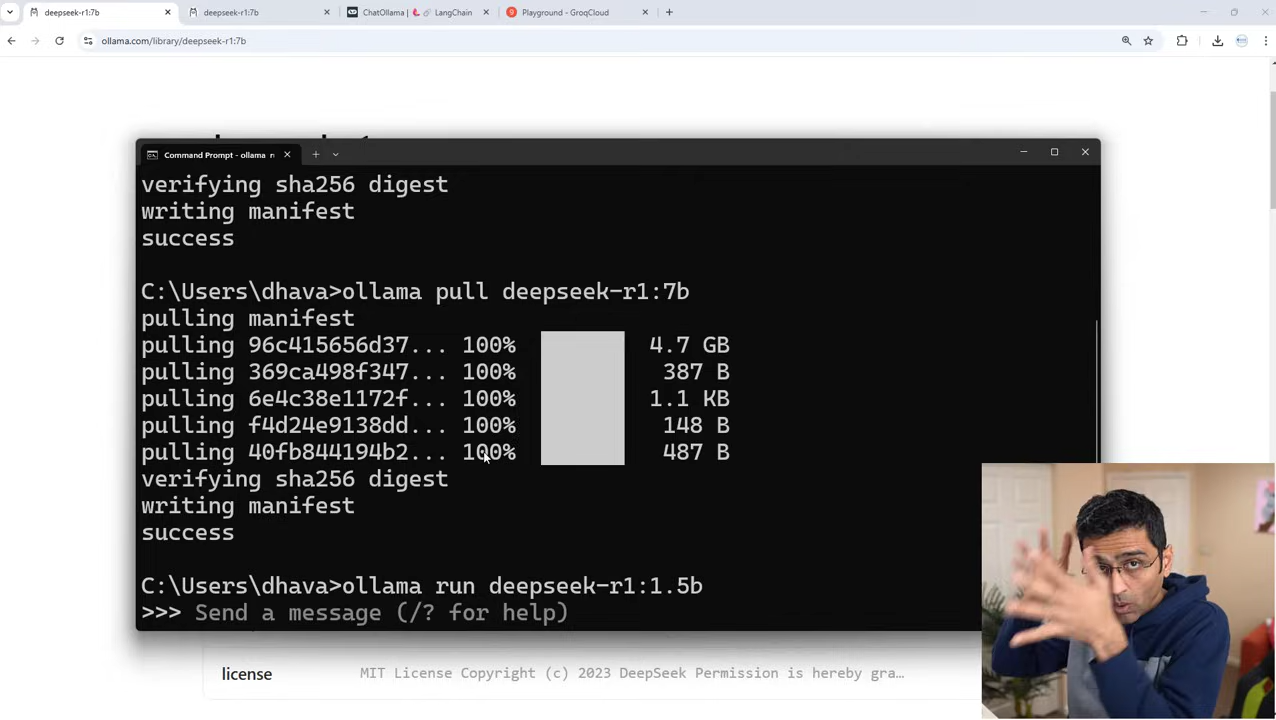 deepseek-r1:7b
deepseek-r1:7b
ChatOllama | 🦜️🔗 LangChain
Playground - GroqCloud
ollama.com/library/deepseek-r1:7b
Command Prompt - ollama r
verifying sha256 digest
writing manifest
success
C:\Users\dhava>ollama pull deepseek-r1:7b
pulling manifest
pulling 96c415656d37... 100% 4.7 GB
pulling 369ca498f347... 100% 387 B
pulling 6e4c38e1172f... 100% 1.1 KB
pulling f4d24e9138dd... 100% 148 B
pulling 40fb844194b2... 100% 487 B
verifying sha256 digest
writing manifest
success
C:\Users\dhava>ollama run deepseek-r1:1.5b
>>> Send a message (/? for help)
license MIT License Copyright (c) 2023 DeepSeek Permission is hereby gra…